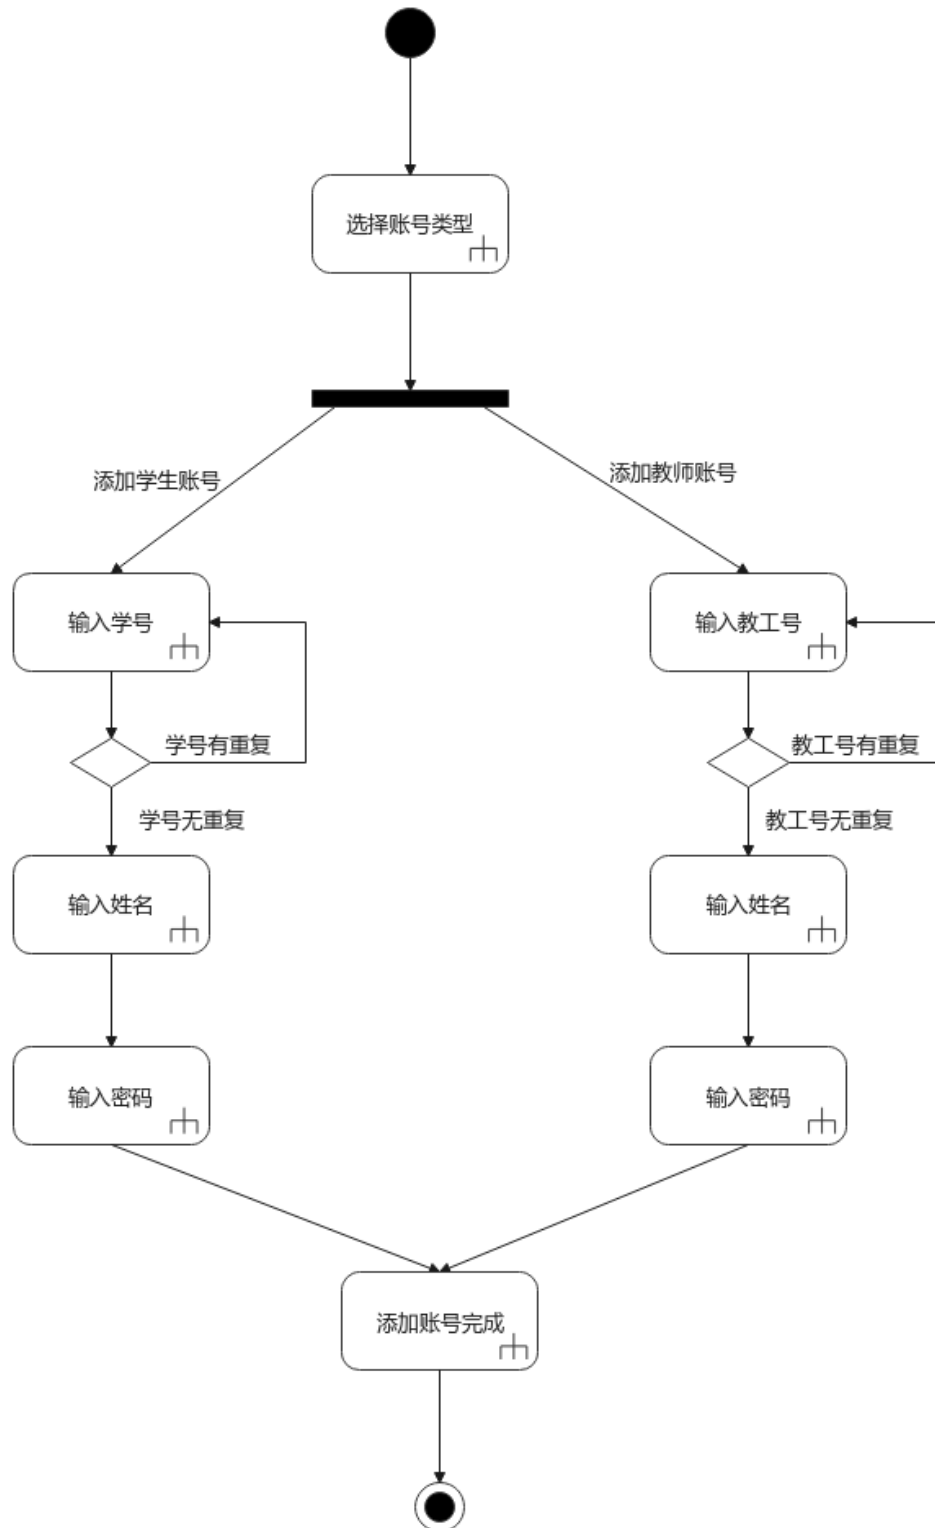 选择账号类型
添加学生账号
添加教师账号
输入学号
输入教工号
学号有重复
教工号有重复
学号无重复
教工号无重复
输入姓名
输入姓名
输入密码
输入密码
添加账号完成